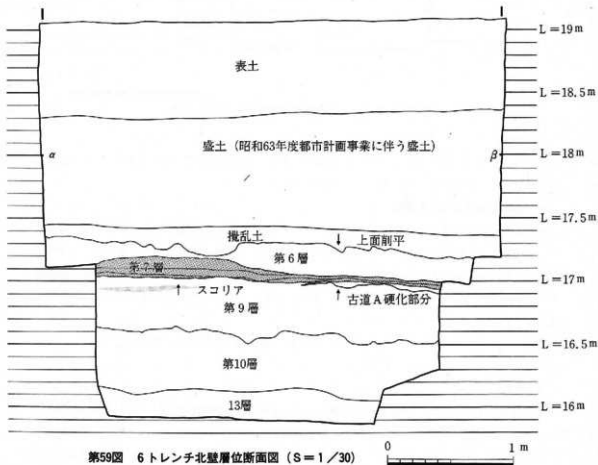 L=19m
表土
L=18.5m
盛土（昭和63年度都市計画事業に伴う盛土）
α
β
L=18m
L=17.5m
攪乱土
↓
上面削平
第6層
第7層
L=17m
↑
スコリア
↑
古道A硬化部分
第9層
L=16.5m
第10層
13層
L=16m
第59図 6トレンチ北壁層位断面図（S=1/30）
0
1m